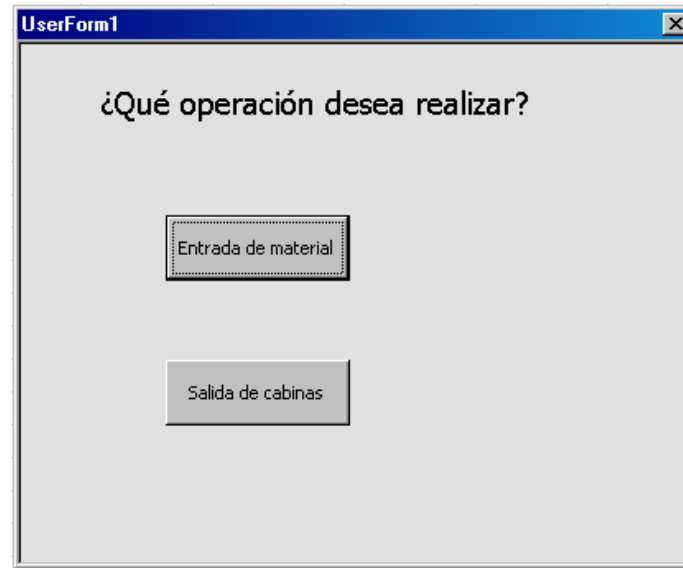 UserForm1
¿Qué operación desea realizar?
Entrada de material
Salida de cabinas